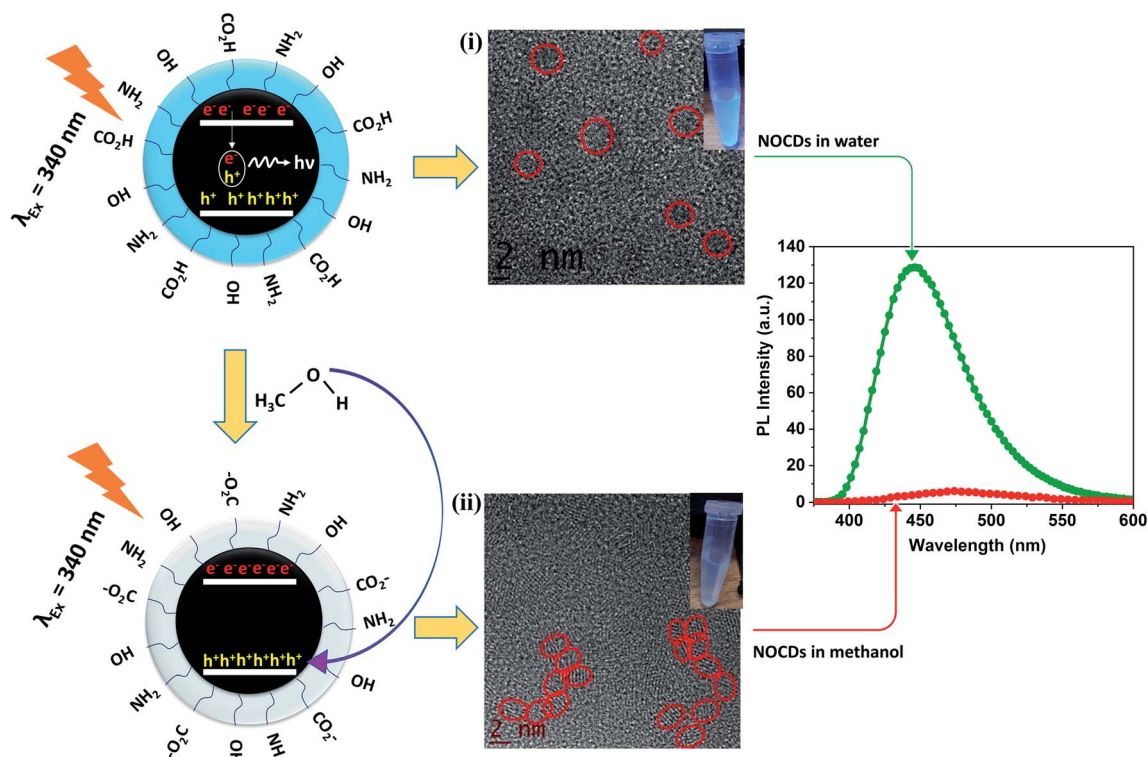 CO₂H
NH₂
OH
OH
NH₂
CO₂H
CO₂H
NH₂
OH
OH
NH₂
CO₂H
CO₂H
OH
NH₂
λEx = 340 nm
e⁻ e⁻ e⁻ e⁻ e⁻
e⁻
h⁺
hν
h⁺ h⁺ h⁺ h⁺ h⁺
(i)
2 nm
NOCDs in water
H₃C
O
H
λEx = 340 nm
-O₂C
NH₂
OH
OH
NH₂
-O₂C
CO₂-
NH₂
OH
OH
NH₂
CO₂-
-O₂C
OH
NH
e⁻ e⁻ e⁻ e⁻ e⁻ e⁻
h⁺h⁺h⁺h⁺h⁺h⁺
(ii)
2 nm
NOCDs in methanol
PL Intensity (a.u.)
140
120
100
80
60
40
20
0
400 450 500 550 600
Wavelength (nm)